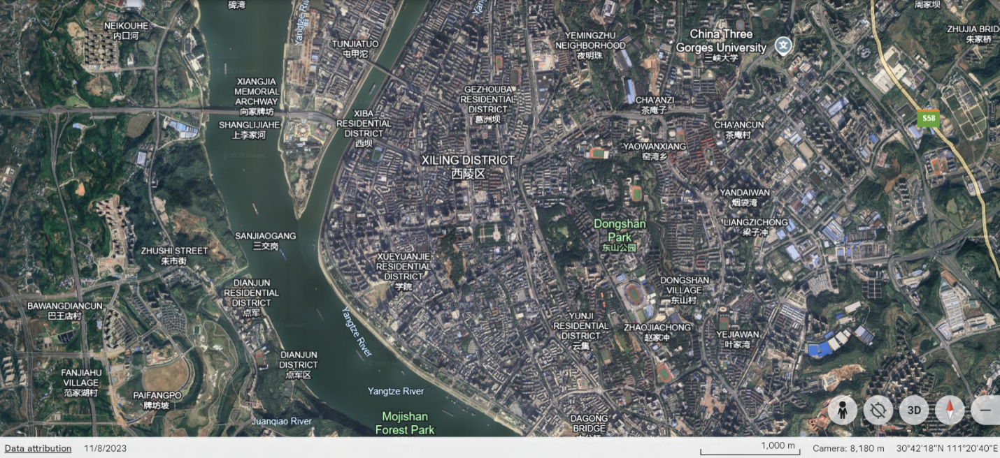 碑湾
Yangtze Ri
Yan
周家坝
NEIKOUHE
内口河
TUNJIATUO
屯甲沱
YEMINGZHU
NEIGHBORHOOD
夜明珠
China Three
Gorges University
三峡大学
ZHUJIA BRID
朱家桥
XIANGJIA
MEMORIAL
ARCHWAY
向家牌坊
GEZHOUBA
RESIDENTIAL
DISTRICT
葛洲坝
CHA'ANZI
茶庵子
S58
SHANGLIJIAHE
上李家河
XIBA
RESIDENTIAL
DISTRICT
西坝
CHA'ANCUN
茶庵村
XILING DISTRICT
西陵区
YAOWANXIANG
窑湾乡
YANDAIWAN
烟袋湾
SANJIAOGANG
三交岗
Dongshan
Park
东山公园
LIANGZICHONG
梁子冲
ZHUSHI STREET
朱市街
XUEYUANJIE
RESIDENTIAL
DISTRICT
学院
DIANJUN
RESIDENTIAL
DISTRICT
点军
DONGSHAN
VILLAGE
东山村
BAWANGDIANCUN
巴王店村
Yangtze River
YUNJI
RESIDENTIAL
DISTRICT
云集
ZHAOJIACHONG
赵家冲
YEJIAWAN
叶家湾
DIANJUN
DISTRICT
点军区
FANJIAHU
VILLAGE
范家湖村
PAIFANGPO
牌坊坡
Yangtze River
Juanqiao River
Mojishan
Forest Park
DAGONG
BRIDGE
3D
Data attribution 11/8/2023
1,000 m
Camera: 8,180 m 30°42'18"N 111°20'40"E